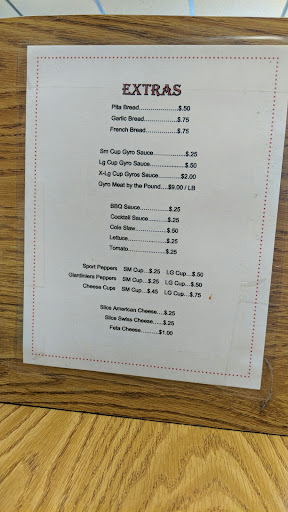 EXTRAS
Pita Bread..................$.50
Garlic Bread................$.75
French Bread...............$.75
Sm Cup Gyro Sauce................$.25
Lg Cup Gyro Sauce.................$.50
X-Lg Cup Gyros Sauce...........$2.00
Gyro Meat by the Pound....$9.00 / LB
BBQ Sauce..............$.25
Cocktail Sauce.........$.25
Cole Slaw................$.50
Lettuce...................$.25
Tomato...................$.25
Sport Peppers SM Cup...$.25 LG Cup...$.50
Giardiniera Peppers SM Cup...$.25 LG Cup...$.50
Cheese Cups SM Cup...$.45 LG Cup...$.75
Slice American Cheese....$.25
Slice Swiss Cheese.....$.25
Feta Cheese.........$1.00